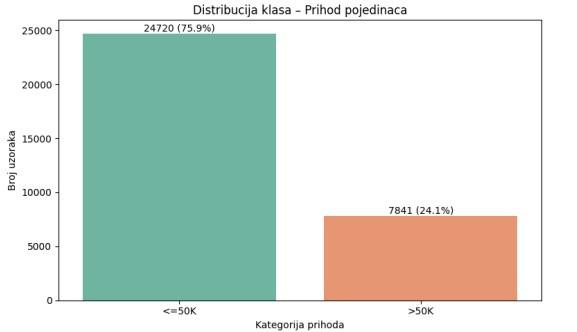 Distribucija klasa – Prihod pojedinaca
24720 (75.9%)
7841 (24.1%)
25000
20000
15000
10000
5000
0
Broj uzoraka
<=50K
>50K
Kategorija prihoda